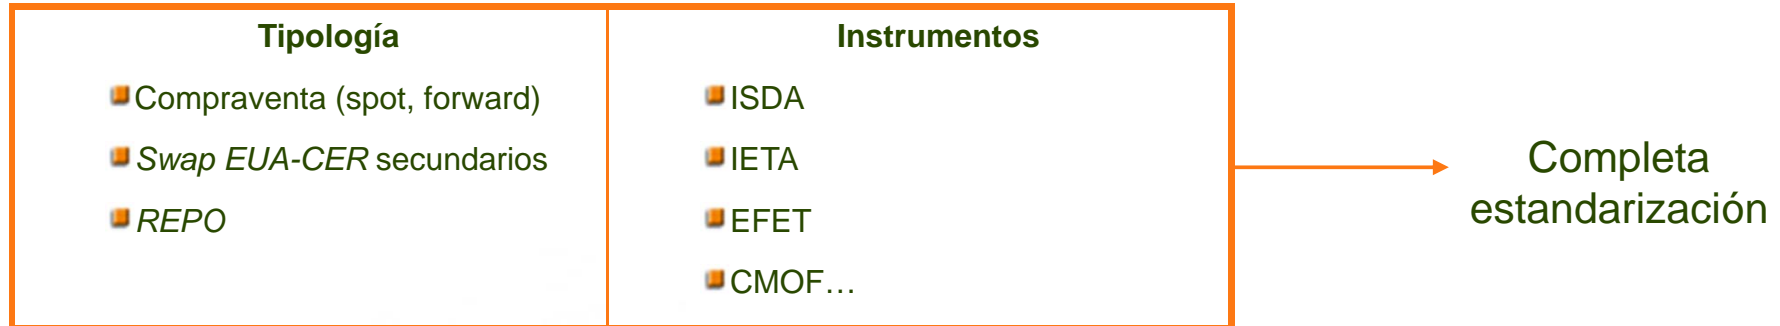 Tipología
Compraventa (spot, forward)
Swap EUA-CER secundarios
REPO
Instrumentos
ISDA
IETA
EFET
CMOF…
Completa
estandarización